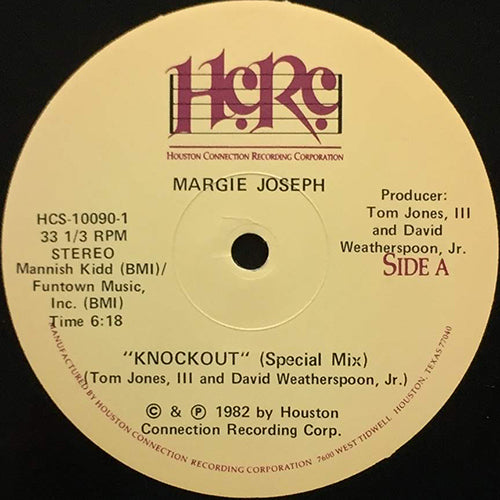 HCRC
HOUSTON CONNECTION RECORDING CORPORATION
MARGIE JOSEPH
HCS-10090-1
33 1/3 RPM
STEREO
Mannish Kidd (BMI)/
Funtown Music,
Inc. (BMI)
Time 6:18
Producer:
Tom Jones, III
and David
Weatherspoon, Jr.
SIDE A
"KNOCKOUT" (Special Mix)
(Tom Jones, III and David Weatherspoon, Jr.)
© & ℗ 1982 by Houston
Connection Recording Corp.
MANUFACTURED BY HOUSTON CONNECTION RECORDING CORPORATION 7600 WEST TIDWELL HOUSTON, TEXAS 77040